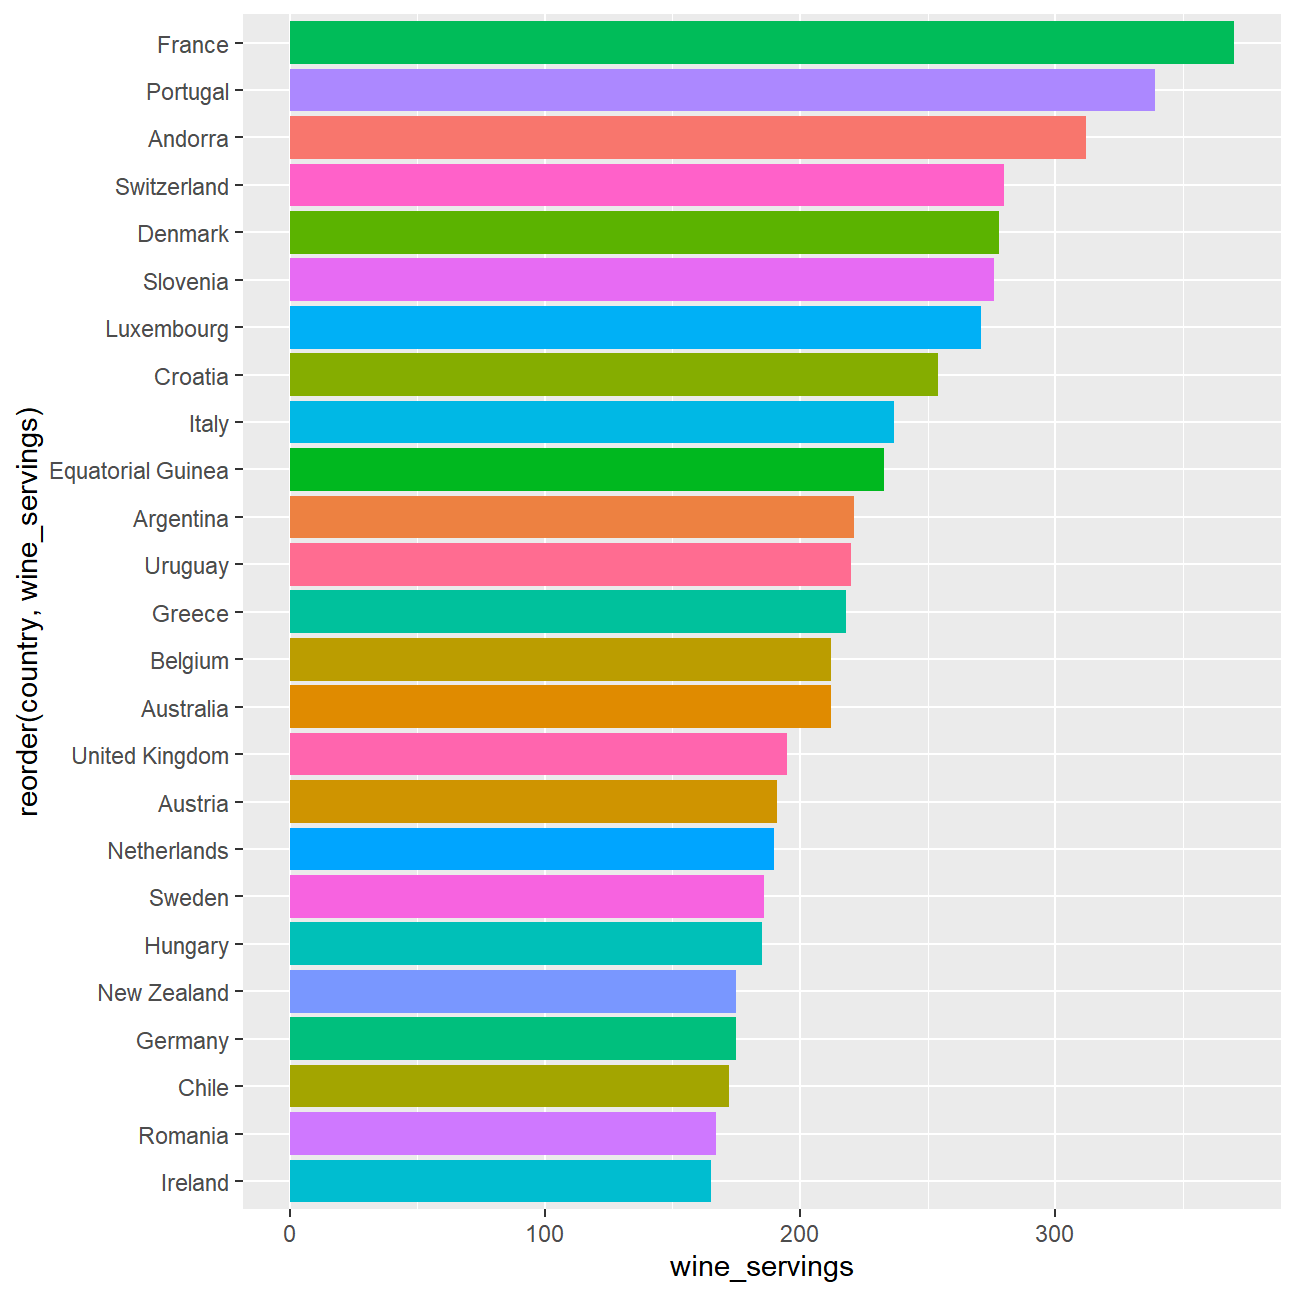 France
Portugal
Andorra
Switzerland
Denmark
Slovenia
Luxembourg
Croatia
Italy
Equatorial Guinea
Argentina
Uruguay
Greece
Belgium
Australia
United Kingdom
Austria
Netherlands
Sweden
Hungary
New Zealand
Germany
Chile
Romania
Ireland
reorder(country, wine_servings)
0 100 200 300
wine_servings